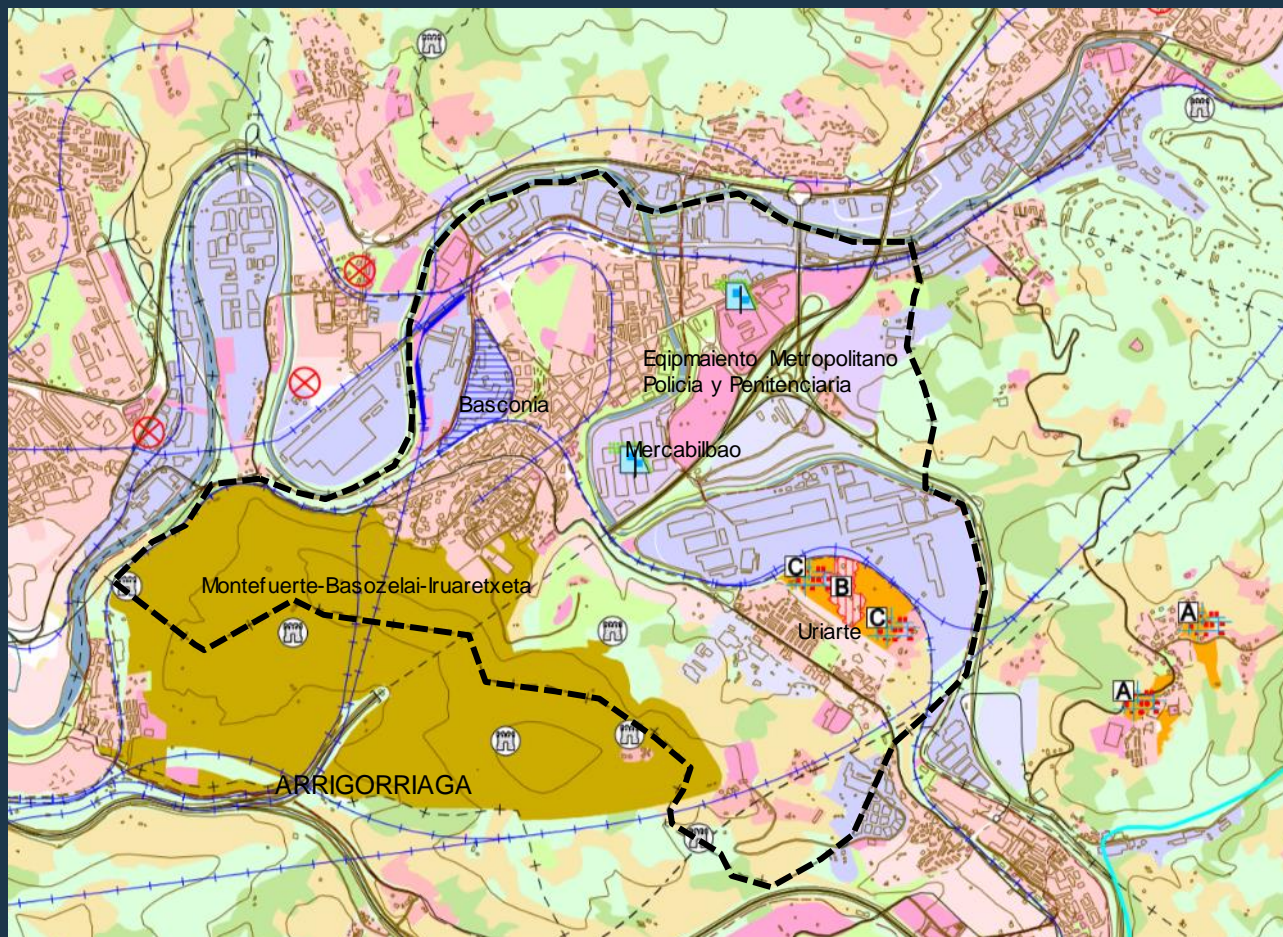 Eqipmaiento Metropolitano
Policia y Penitenciaria
Basconia
Mercabilbao
C
B
C
Uriarte
Montefuerte-Basozelai-Iruaretxeta
A
A
ARRIGORRIAGA